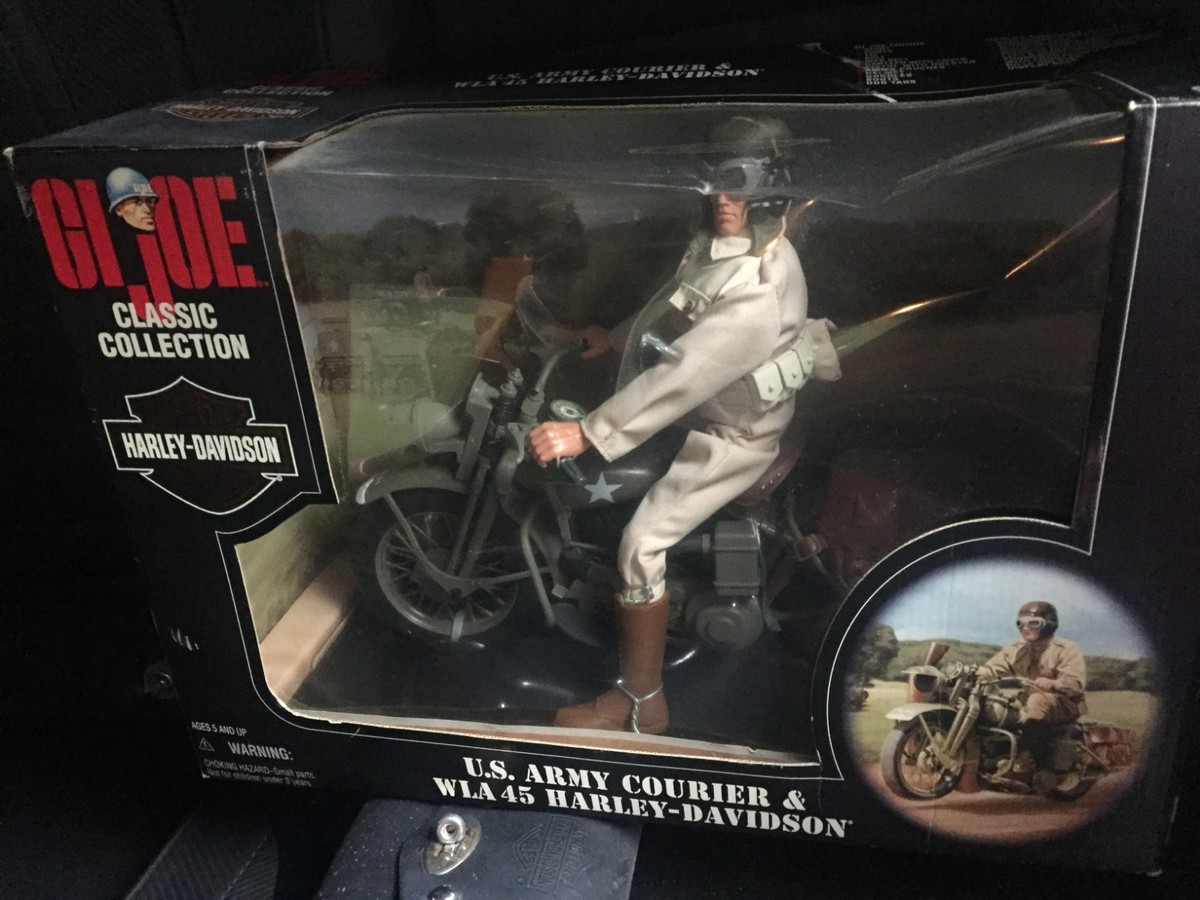 U.S. ARMY COURIER &
WLA 45 HARLEY-DAVIDSON
COLLECTION
GI JOE
CLASSIC
COLLECTION
HARLEY-DAVIDSON
AGES 5 AND UP
WARNING:
CHOKING HAZARD-Small parts.
Not for children under 3 years.
U.S. ARMY COURIER &
WLA 45 HARLEY-DAVIDSON